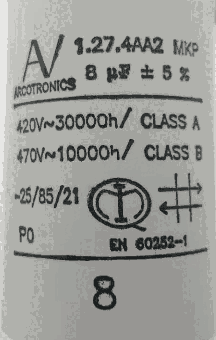 AV 1.27.4AA2 MKP
ARCOTRONICS 8 µF ± 5 %
420V~30000h/ CLASS A
470V~10000h/ CLASS B
-25/85/21
P0 EN 60252-1
8